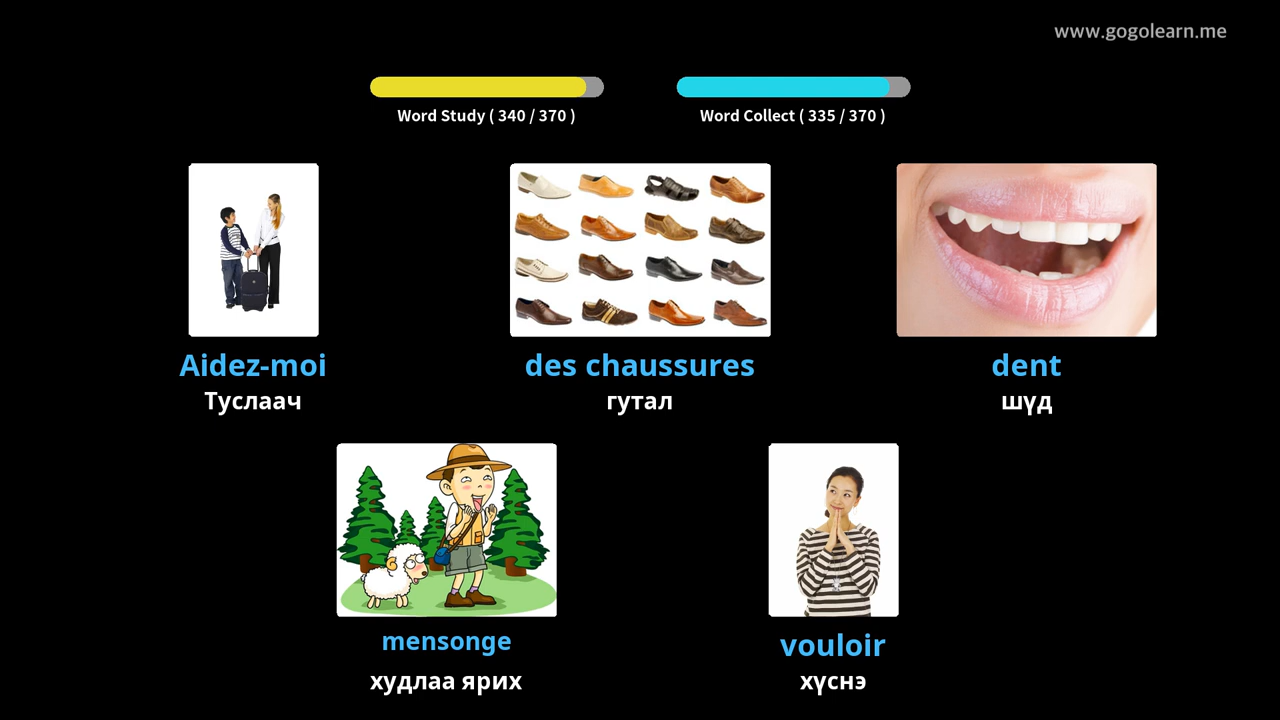 www.gogolearn.me
Word Study ( 340 / 370 )
Word Collect ( 335 / 370 )
Aidez-moi
Туслаач
des chaussures
гутал
dent
шүд
mensonge
худлаа ярих
vouloir
хүснэ